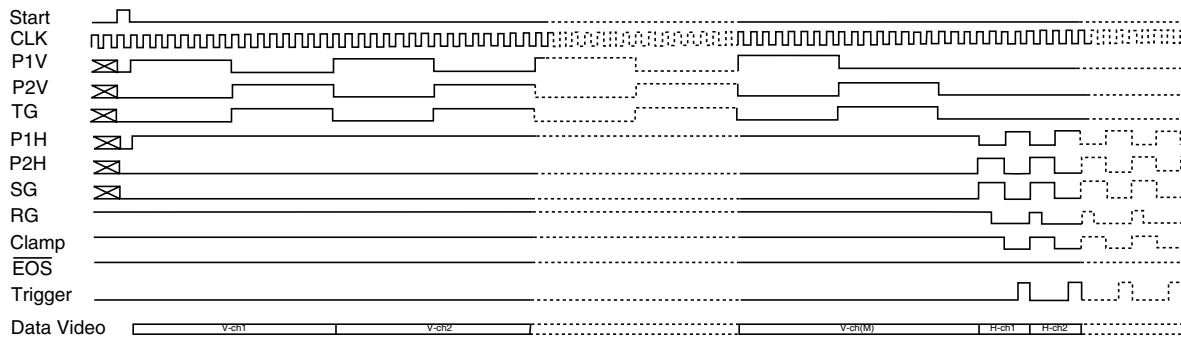 Start
CLK
P1V
P2V
TG
P1H
P2H
SG
RG
Clamp
EOS
Trigger
Data Video V-ch1 V-ch2 V-ch(M) H-ch1 H-ch2